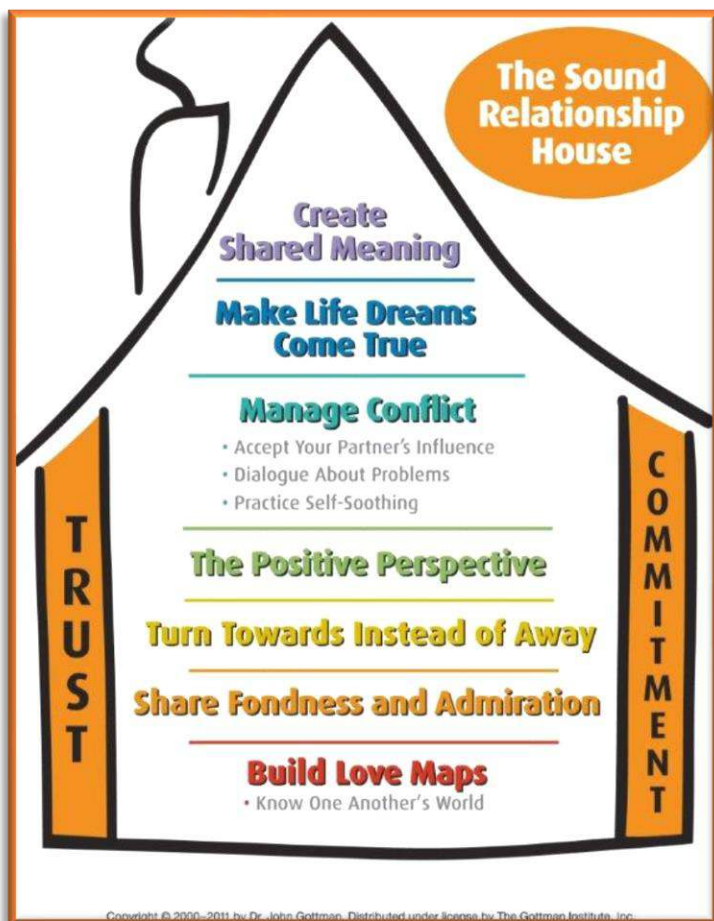 The Sound
Relationship
House
Create
Shared Meaning
Make Life Dreams
Come True
Manage Conflict
• Accept Your Partner's Influence
• Dialogue About Problems
• Practice Self-Soothing
The Positive Perspective
Turn Towards Instead of Away
Share Fondness and Admiration
Build Love Maps
• Know One Another's World
TRUST
COMMITMENT
Copyright © 2000–2011 by Dr. John Gottman. Distributed under license by The Gottman Institute, Inc.